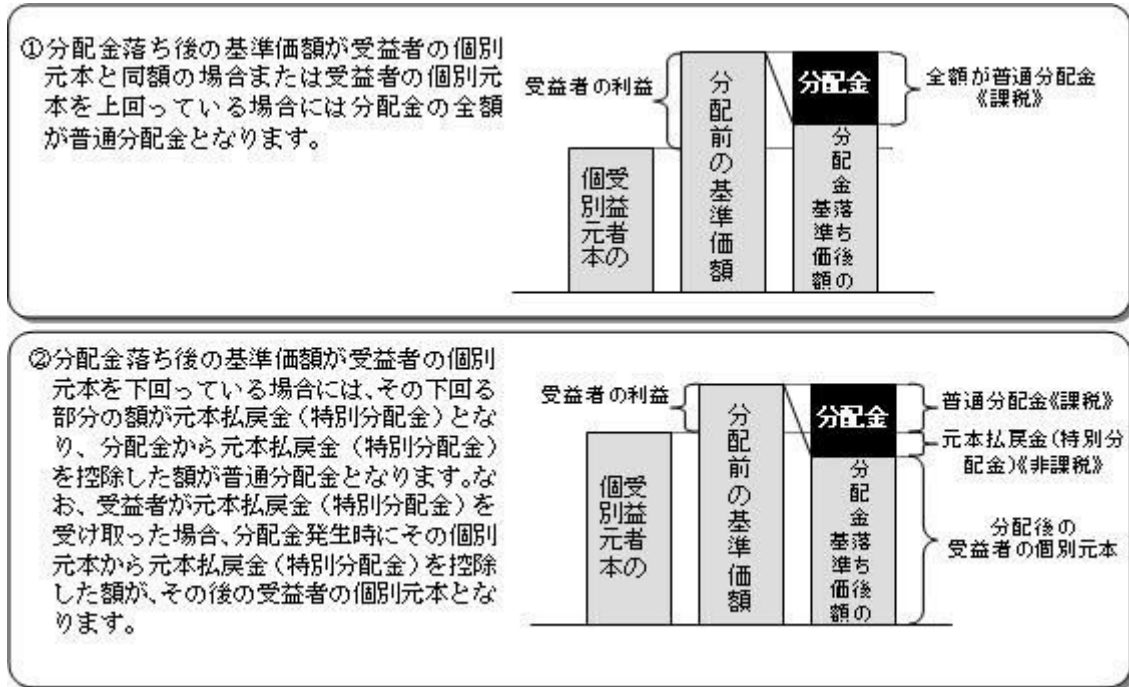 ①分配金落ち後の基準価額が受益者の個別
元本と同額の場合または受益者の個別元
本を上回っている場合には分配金の全額
が普通分配金となります。
受益者の利益
分配前の基準価額
分配金
全額が普通分配金
《課税》
受益者の
個別元本
分配金落ち後の
基準価額
②分配金落ち後の基準価額が受益者の個別
元本を下回っている場合には、その下回る
部分の額が元本払戻金（特別分配金）とな
り、分配金から元本払戻金（特別分配金）
を控除した額が普通分配金となります。な
お、受益者が元本払戻金（特別分配金）を
受け取った場合、分配金発生時にその個別
元本から元本払戻金（特別分配金）を控除
した額が、その後の受益者の個別元本とな
ります。
受益者の利益
分配前の基準価額
分配金
普通分配金《課税》
元本払戻金(特別分
配金)《非課税》
受益者の
個別元本
分配金落ち後の
基準価額
分配後の
受益者の個別元本